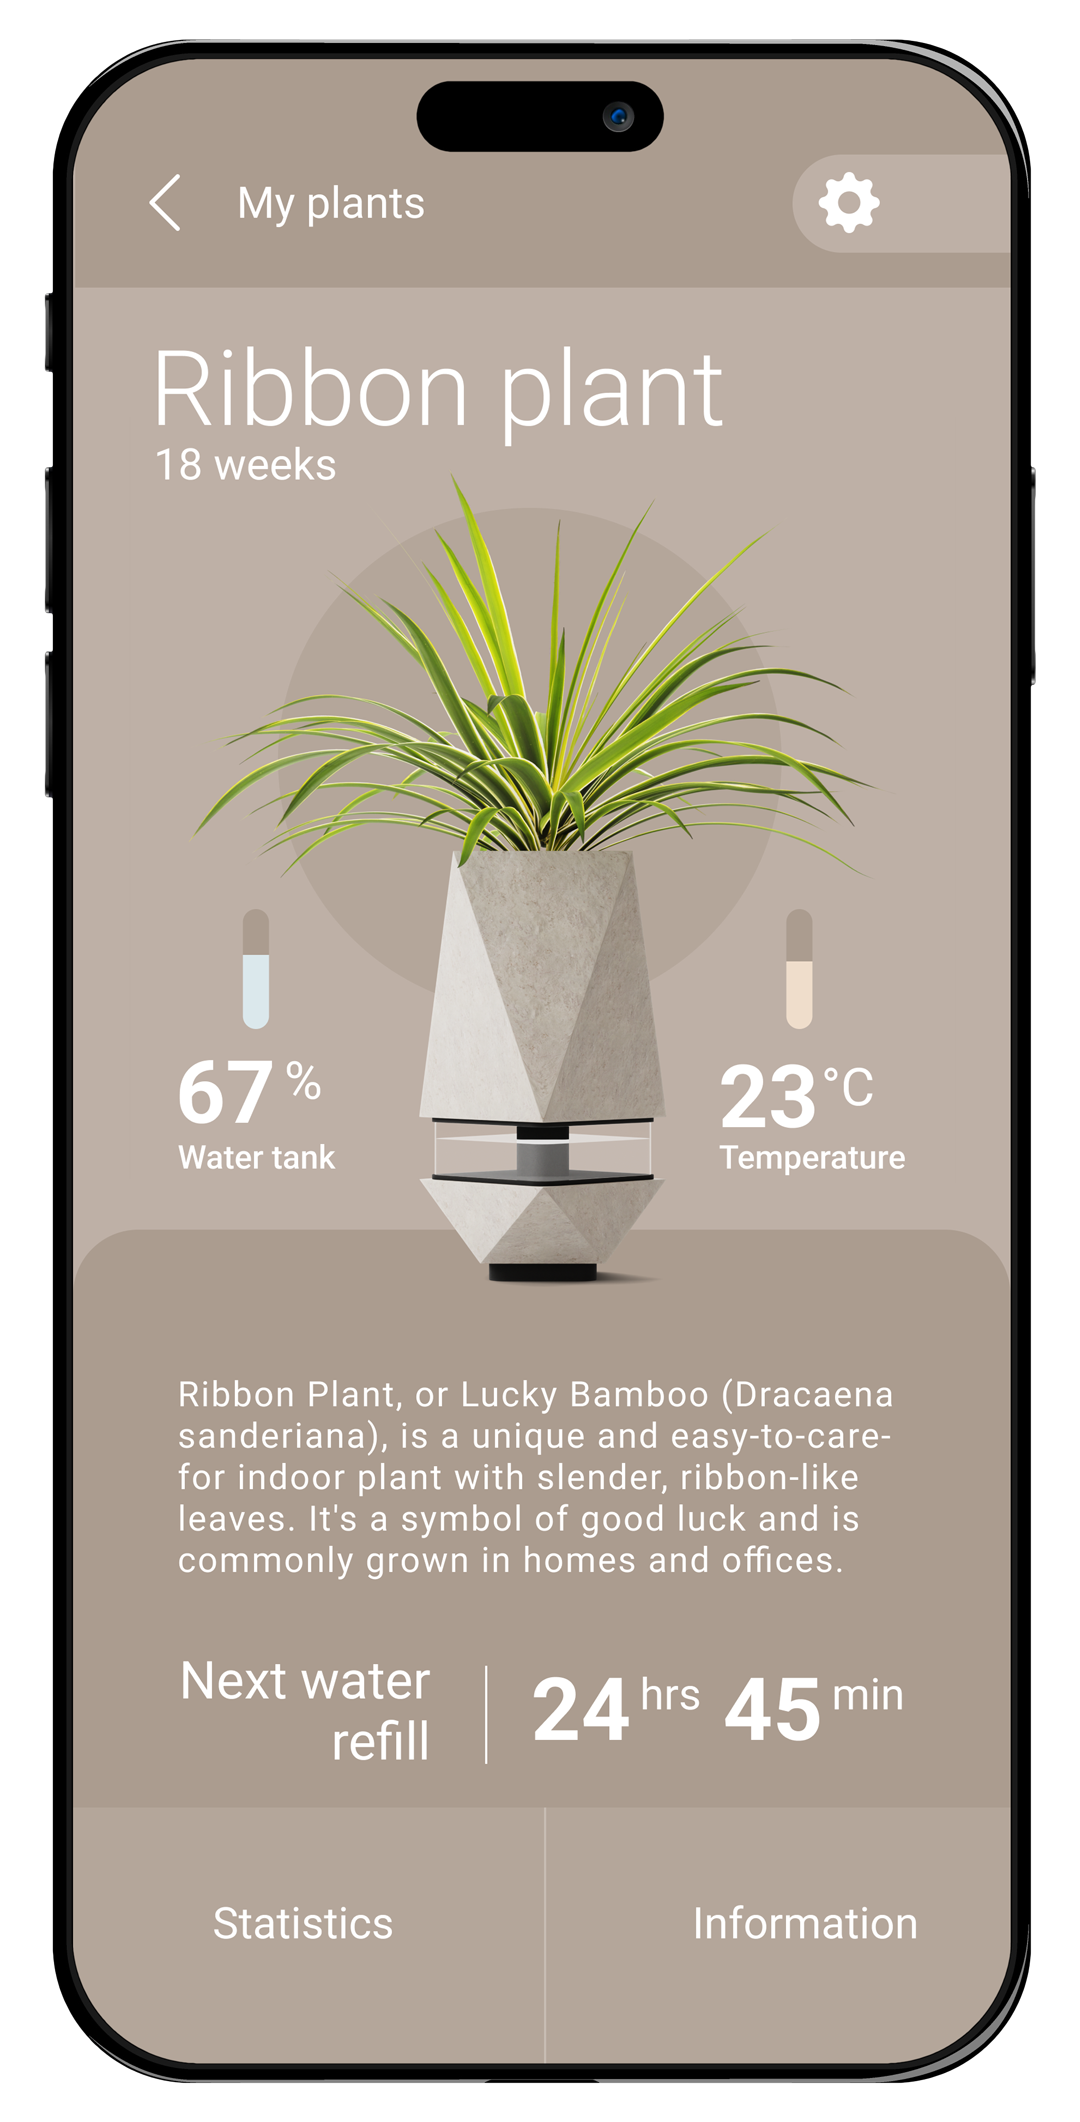 My plants
Ribbon plant
18 weeks
67 %
Water tank
23 °C
Temperature
Ribbon Plant, or Lucky Bamboo (Dracaena
sanderiana), is a unique and easy-to-care-
for indoor plant with slender, ribbon-like
leaves. It's a symbol of good luck and is
commonly grown in homes and offices.
Next water
refill
24 hrs 45 min
Statistics
Information